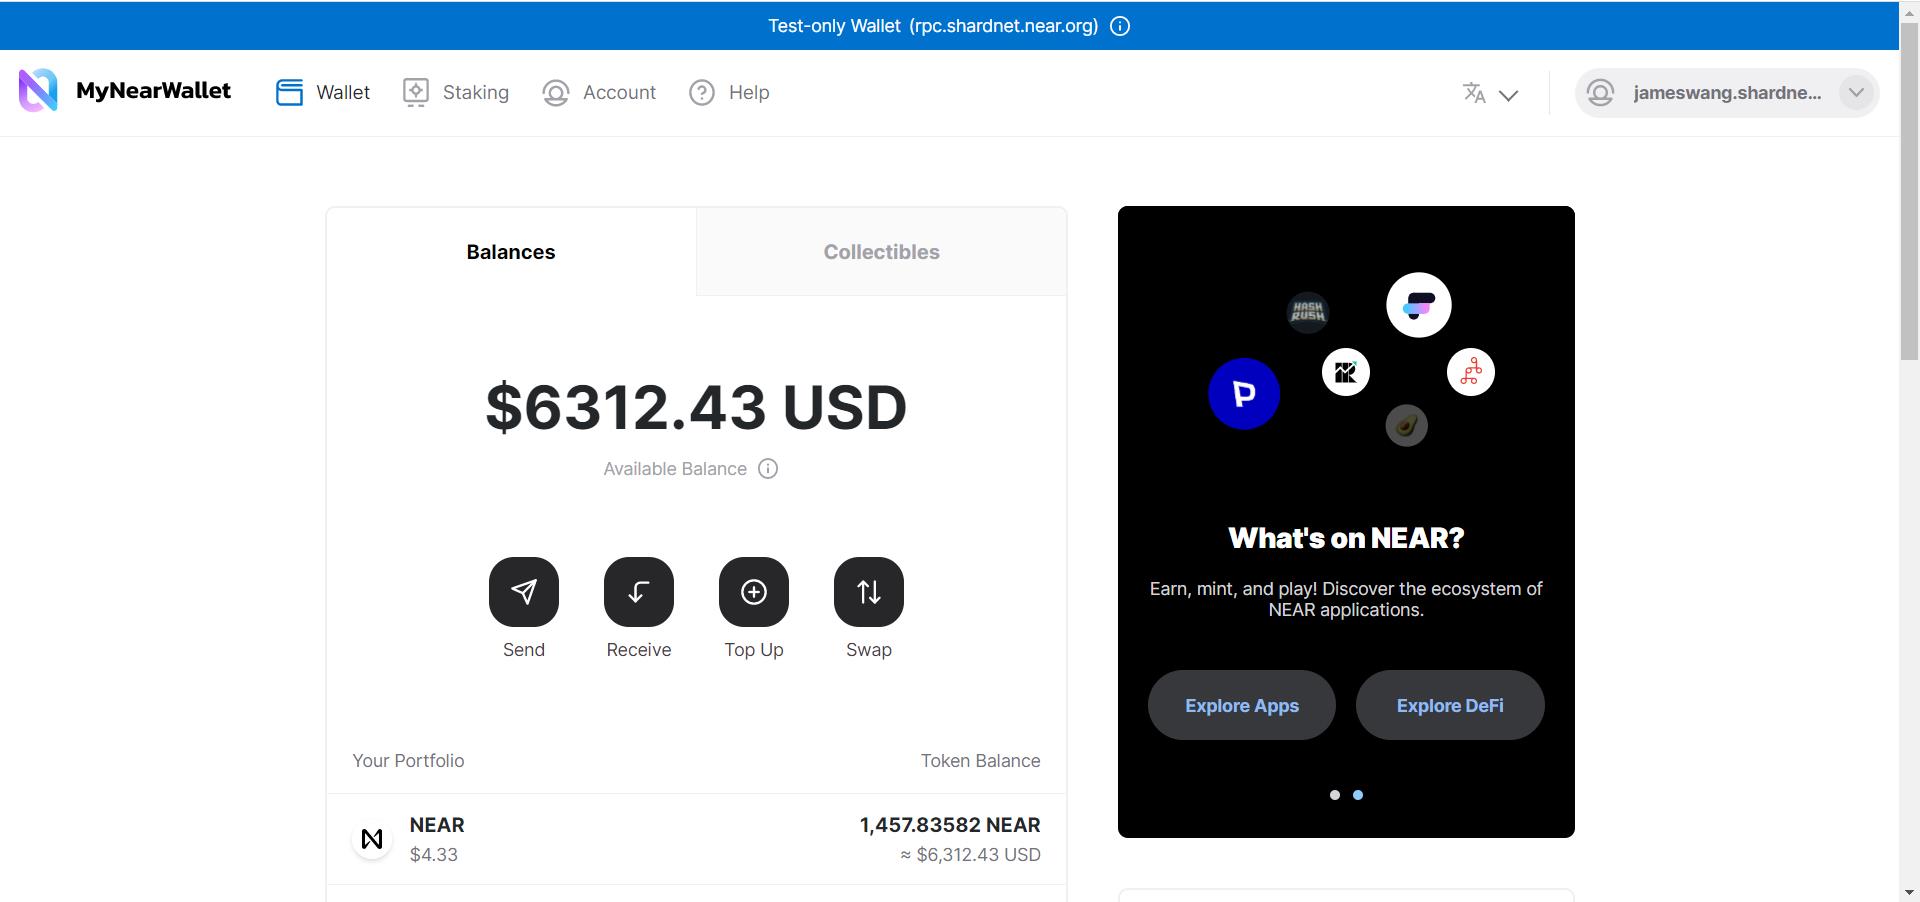 Test-only Wallet (rpc.shardnet.near.org)
MyNearWallet
Wallet
Staking
Account
Help
jameswang.shardne...
Balances
Collectibles
$6312.43 USD
Available Balance
Send
Receive
Top Up
Swap
Your Portfolio
Token Balance
NEAR
1,457.83582 NEAR
$4.33
≈ $6,312.43 USD
HASH
RUSH
What's on NEAR?
Earn, mint, and play! Discover the ecosystem of
NEAR applications.
Explore Apps
Explore DeFi